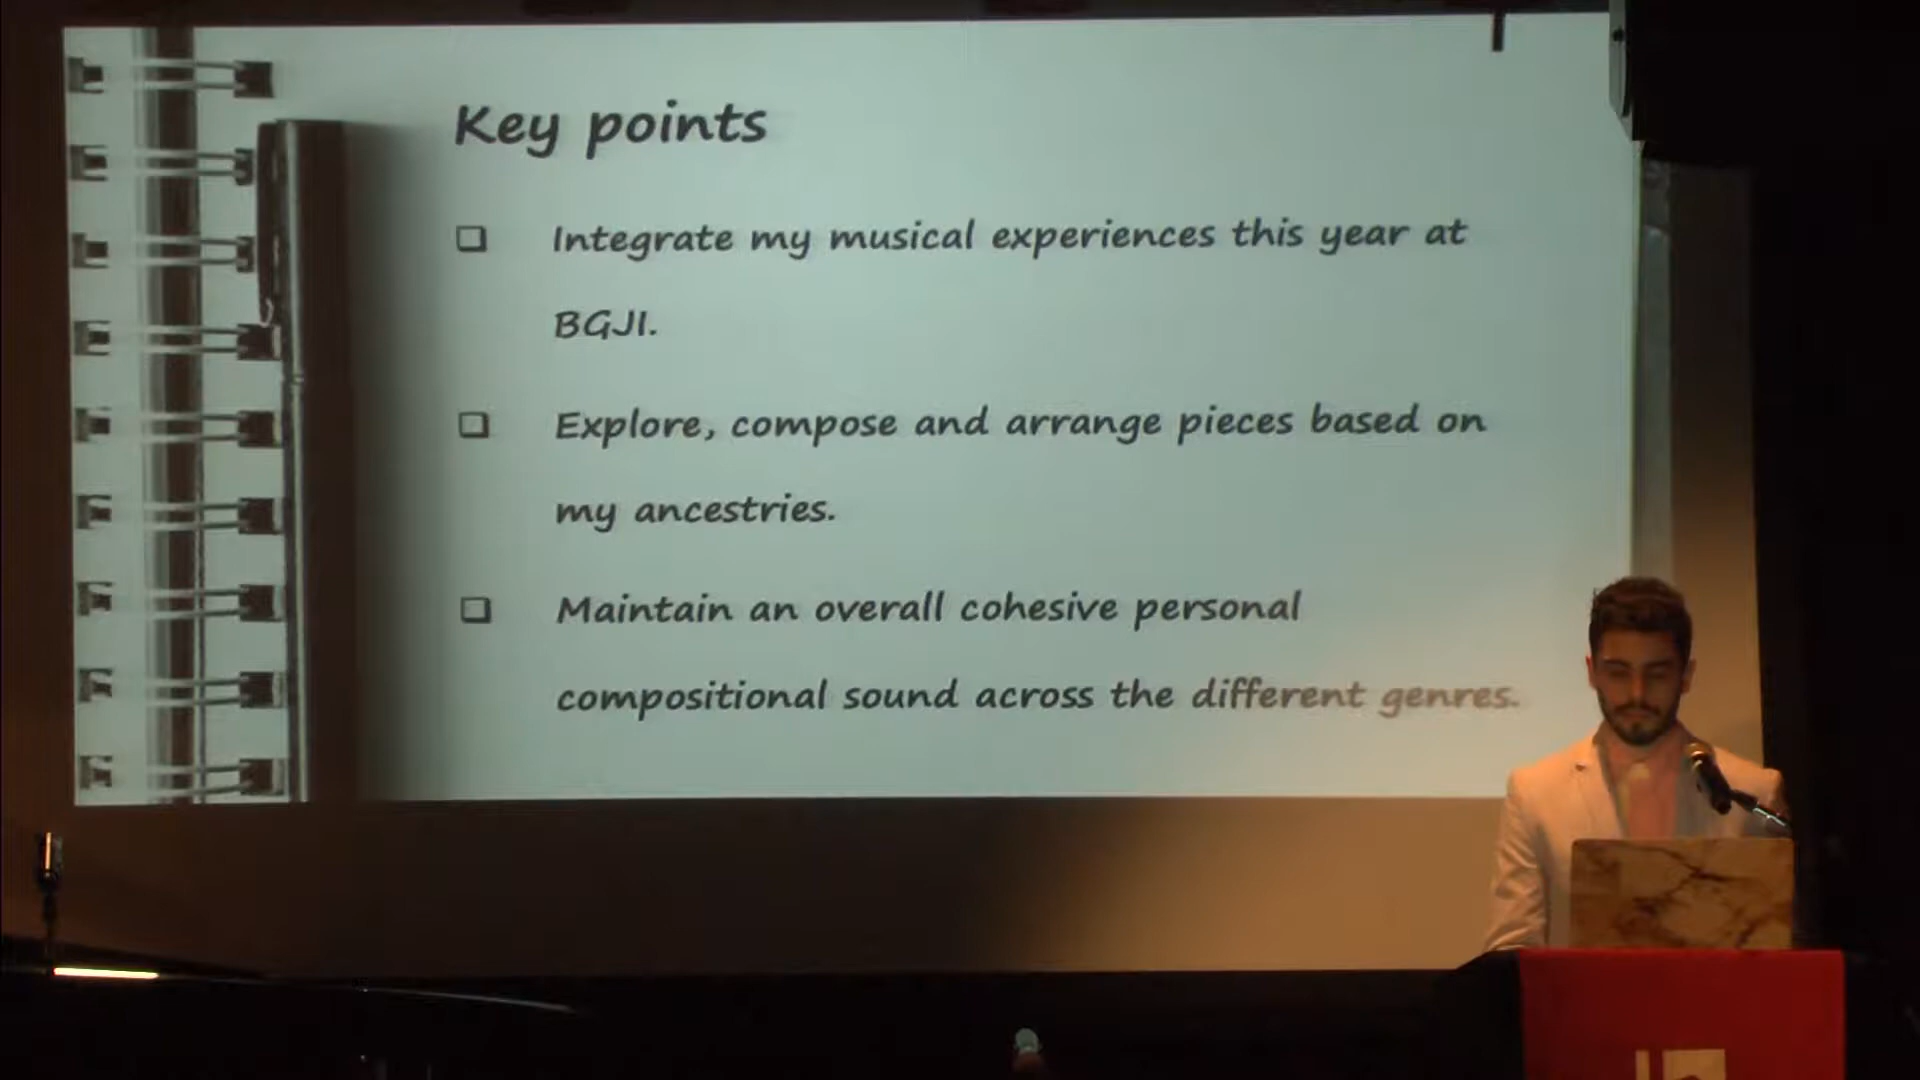 Key points
❑ Integrate my musical experiences this year at
BGJI.
❑ Explore, compose and arrange pieces based on
my ancestries.
❑ Maintain an overall cohesive personal
compositional sound across the different genres.